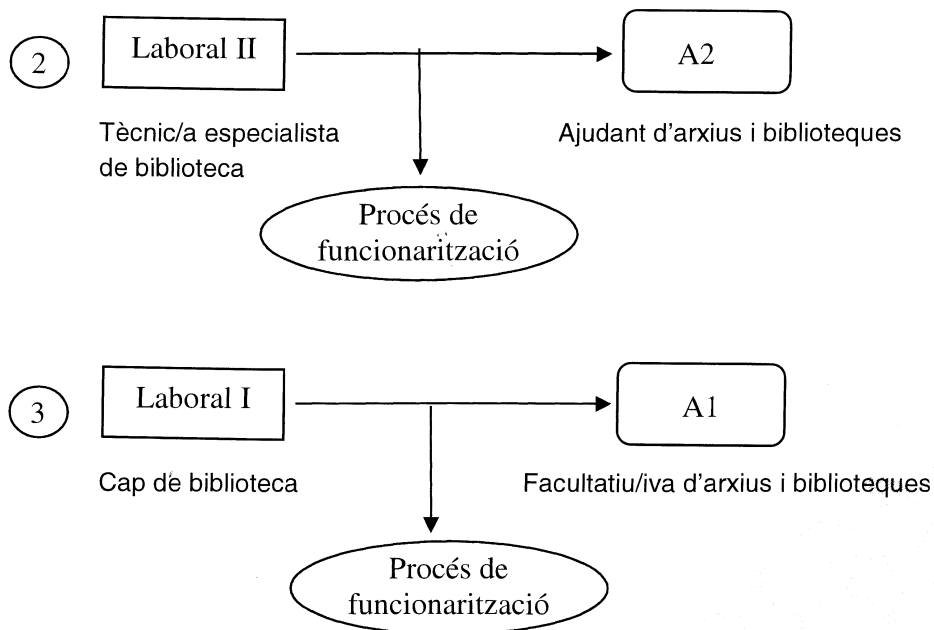 2
Laboral II
A2
Tècnic/a especialista
de biblioteca
Ajudant d'arxius i biblioteques
Procés de
funcionarització
3
Laboral I
A1
Cap de biblioteca
Facultatiu/iva d'arxius i biblioteques
Procés de
funcionarització